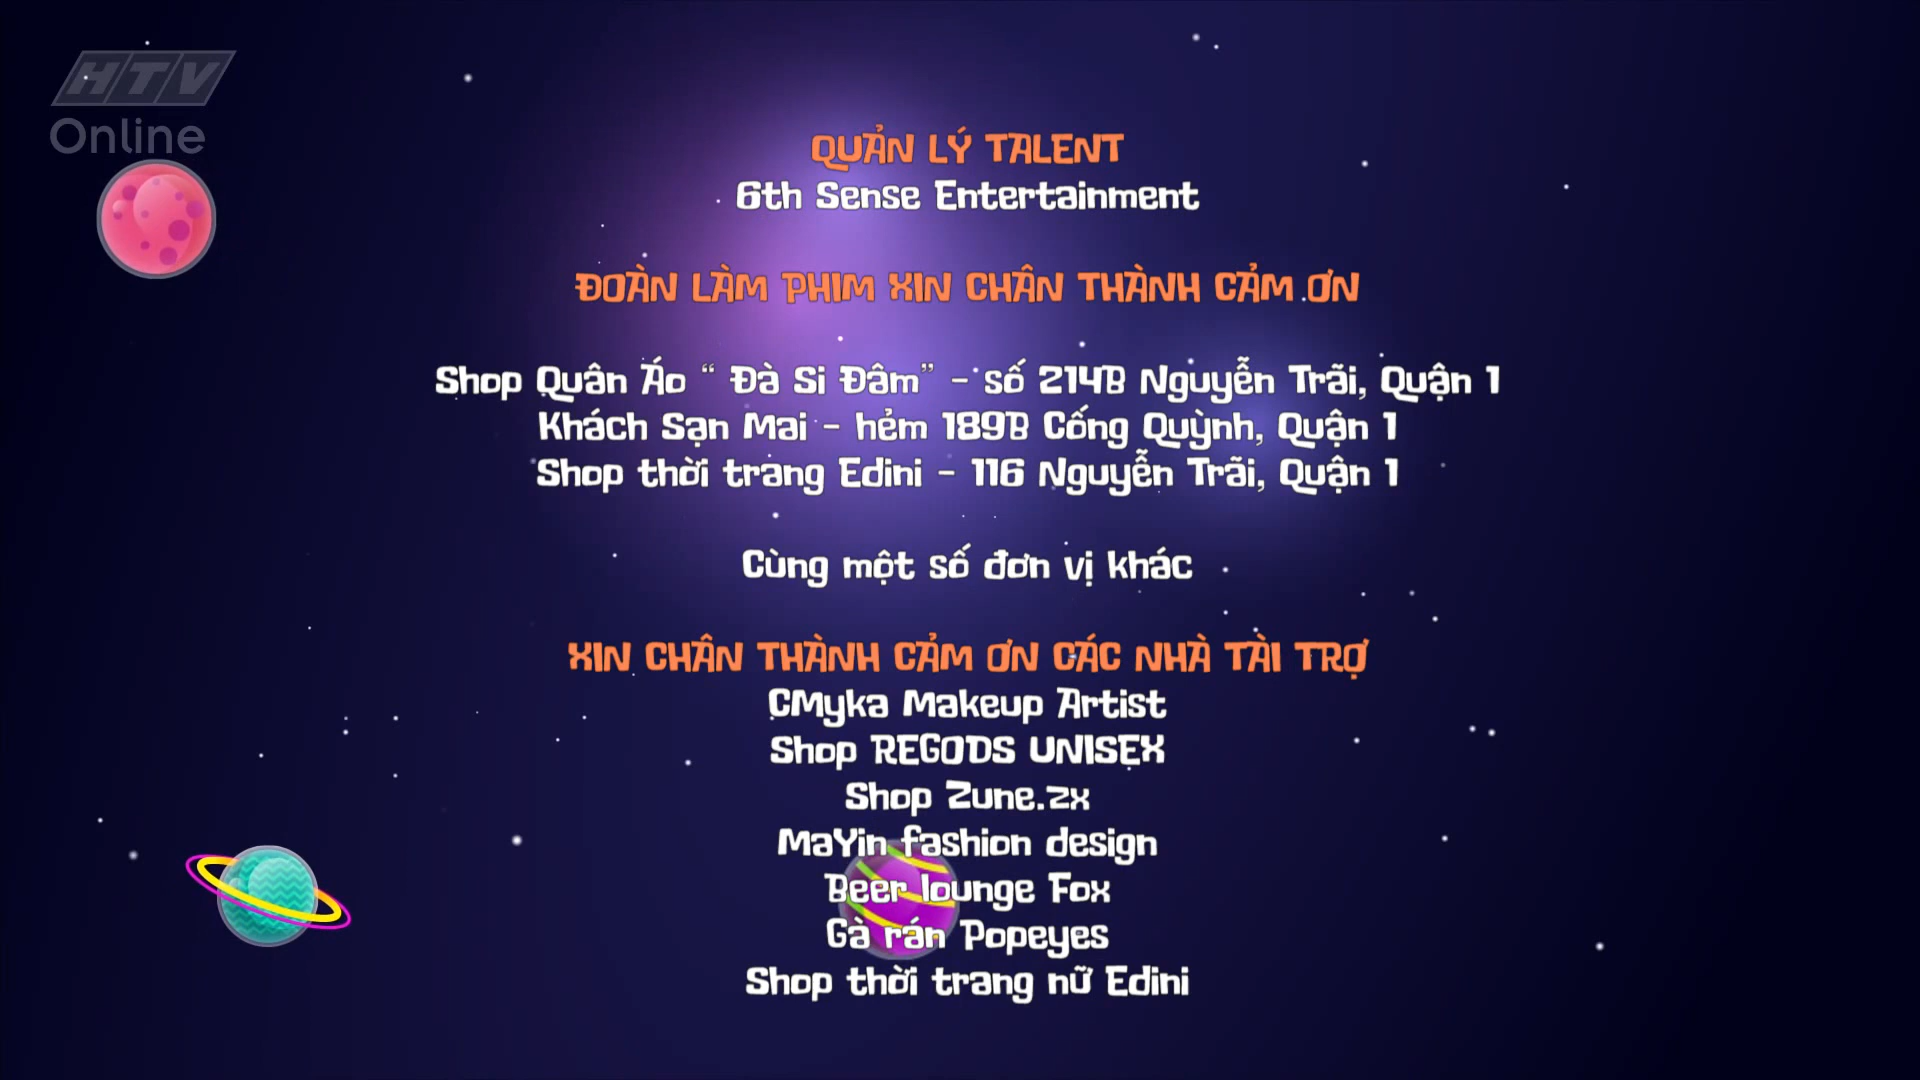 HTV
Online
QUẢN LÝ TALENT
6th Sense Entertainment
ĐOÀN LÀM PHIM XIN CHÂN THÀNH CẢM ƠN
Shop Quân Áo “ Đà Si Đâm” - số 214B Nguyễn Trãi, Quận 1
Khách Sạn Mai - hẻm 189B Cống Quỳnh, Quận 1
Shop thời trang Edini - 116 Nguyễn Trãi, Quận 1
Cùng một số đơn vị khác
XIN CHÂN THÀNH CẢM ƠN CÁC NHÀ TÀI TRỢ
CMyka Makeup Artist
Shop REGODS UNISEX
Shop Zune.zx
MaYin fashion design
Beer lounge Fox
Gà rán Popeyes
Shop thời trang nữ Edini